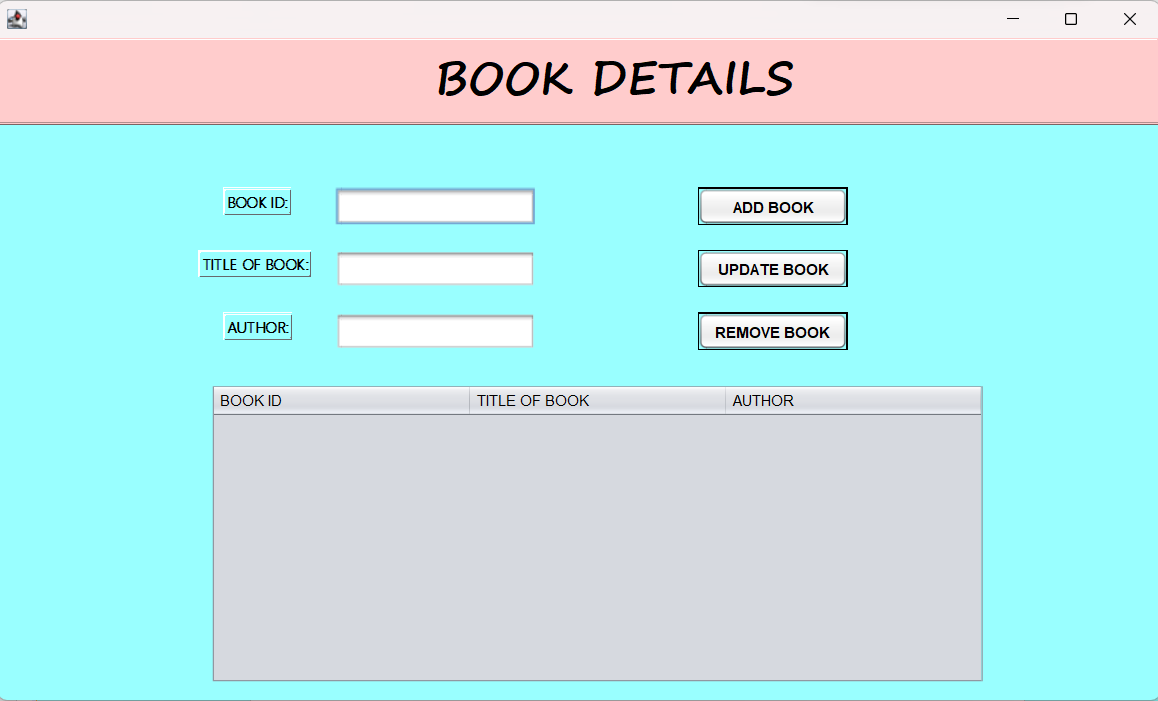 BOOK DETAILS
BOOK ID:
ADD BOOK
TITLE OF BOOK:
UPDATE BOOK
AUTHOR:
REMOVE BOOK
BOOK ID TITLE OF BOOK AUTHOR